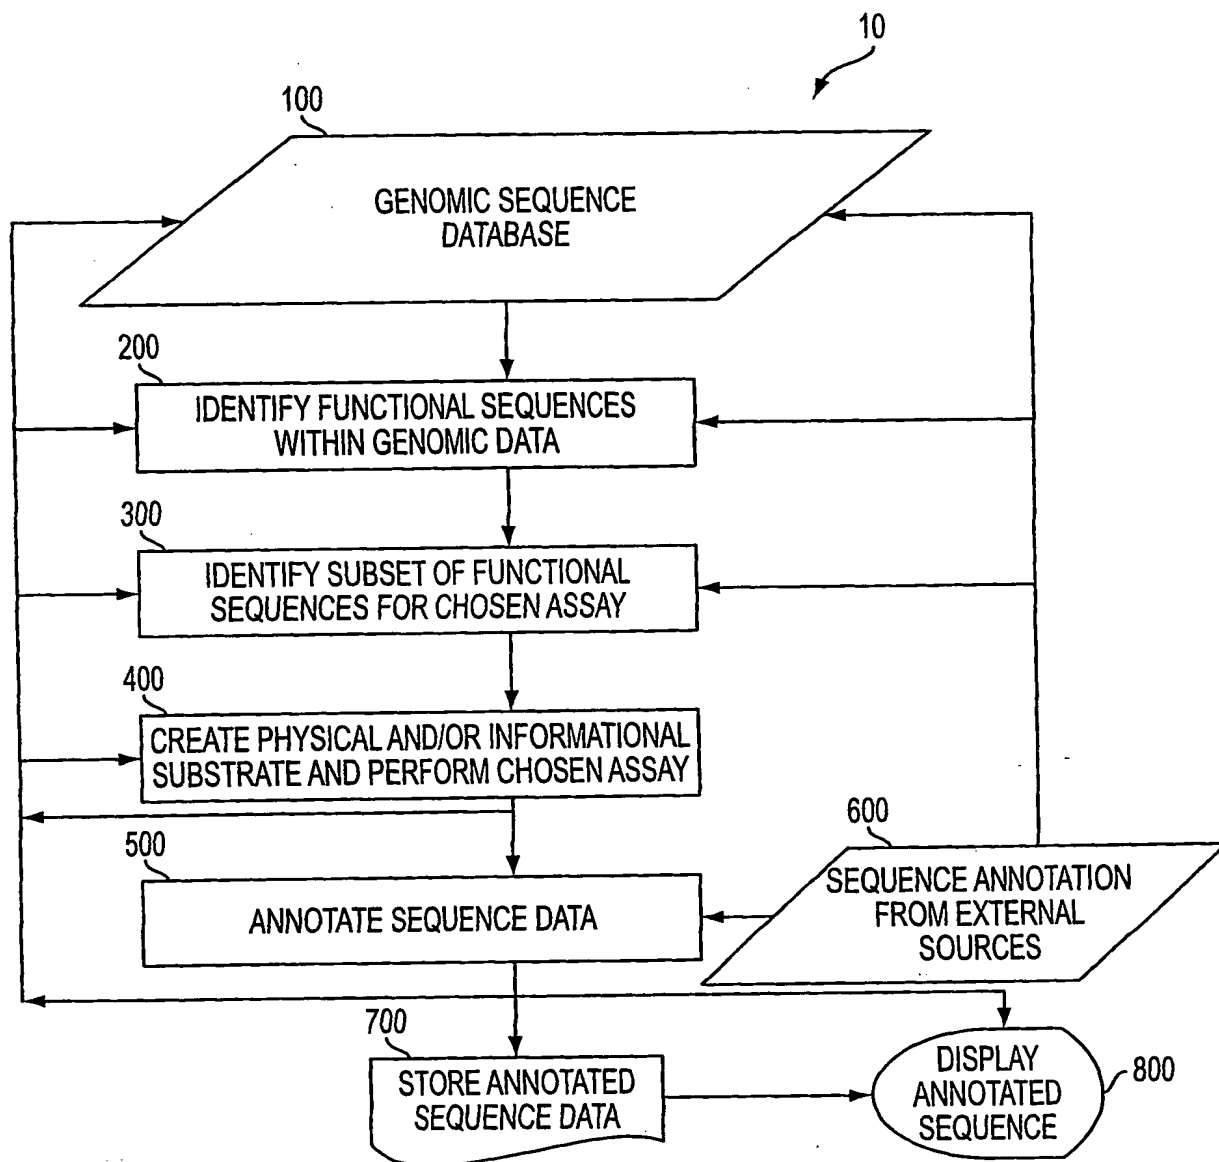 10
100
GENOMIC SEQUENCE
DATABASE
200
IDENTIFY FUNCTIONAL SEQUENCES
WITHIN GENOMIC DATA
300
IDENTIFY SUBSET OF FUNCTIONAL
SEQUENCES FOR CHOSEN ASSAY
400
CREATE PHYSICAL AND/OR INFORMATIONAL
SUBSTRATE AND PERFORM CHOSEN ASSAY
500
ANNOTATE SEQUENCE DATA
600
SEQUENCE ANNOTATION
FROM EXTERNAL
SOURCES
700
STORE ANNOTATED
SEQUENCE DATA
DISPLAY
ANNOTATED
SEQUENCE
800